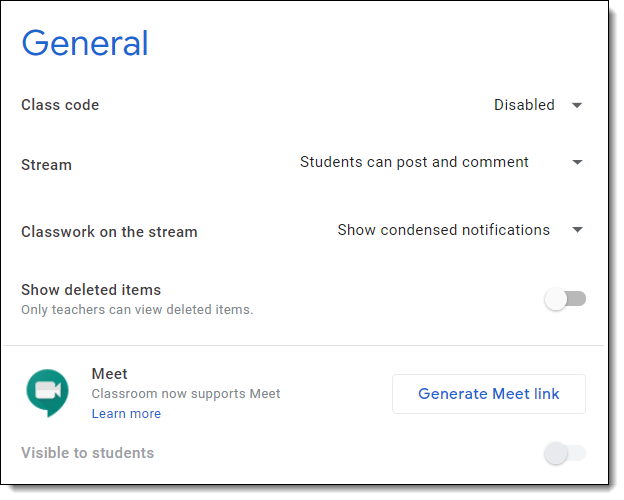 General
Class code Disabled
Stream Students can post and comment
Classwork on the stream Show condensed notifications
Show deleted items
Only teachers can view deleted items.
Meet
Classroom now supports Meet
Learn more
Generate Meet link
Visible to students